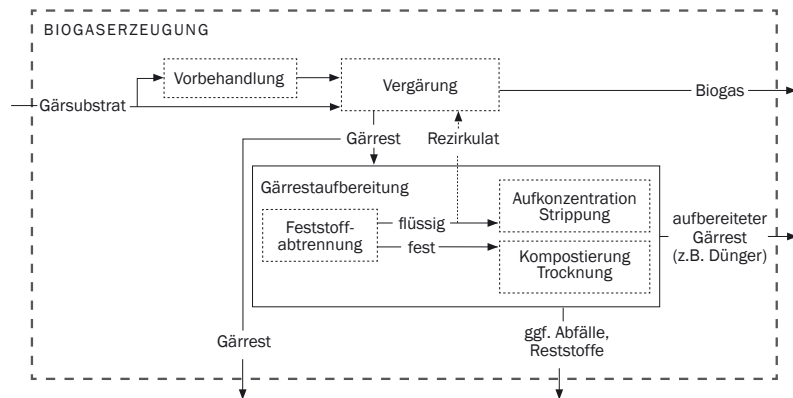 BIOGASERZEUGUNG
Vorbehandlung
Vergärung
Gärsubstrat
Biogas
Gärrest
Rezirkulat
Gärrestaufbereitung
Feststoff-
abtrennung
flüssig
fest
Aufkonzentration
Strippung
Kompostierung
Trocknung
aufbereiteter
Gärrest
(z.B. Dünger)
Gärrest
ggf. Abfälle,
Reststoffe